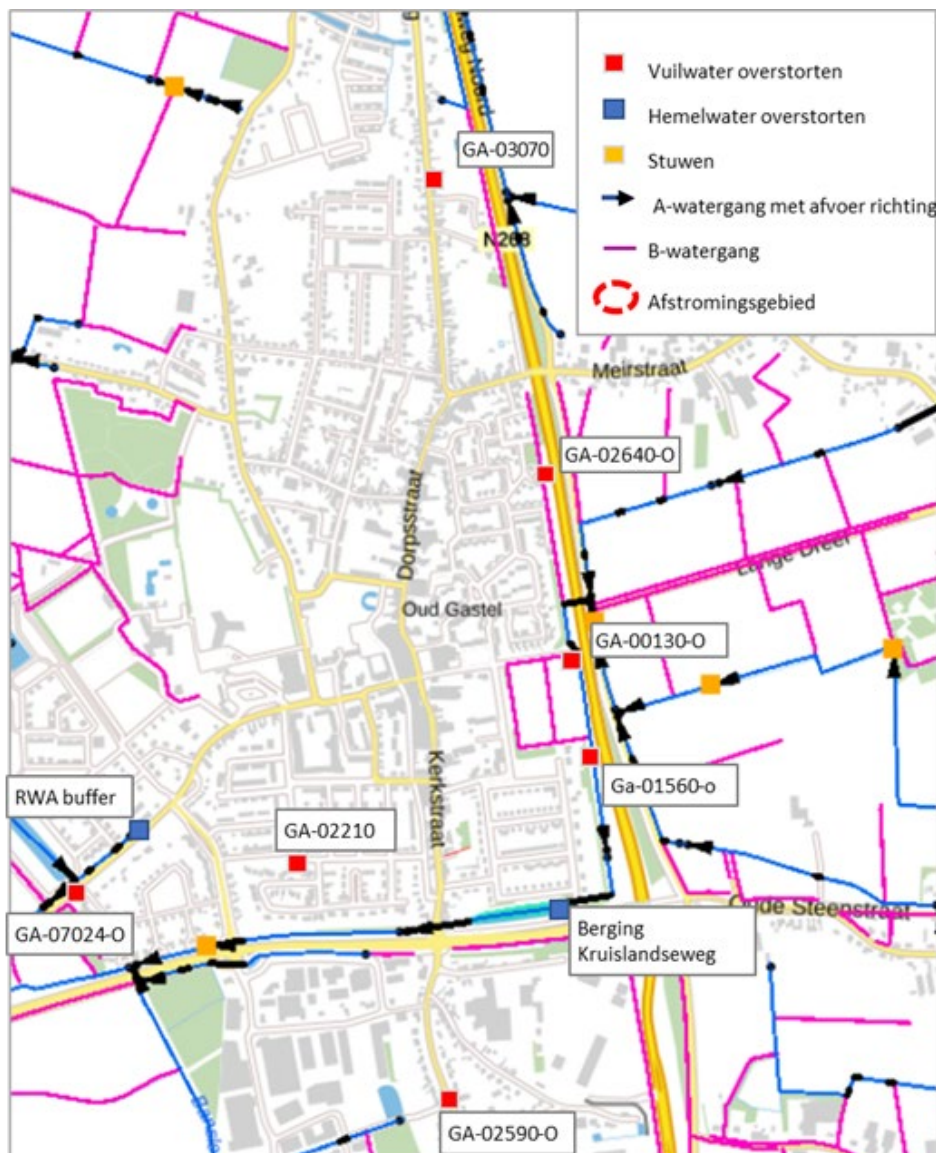 Vuilwater overstorten
Hemelwater overstorten
Stuwen
A-watergang met afvoer richting
B-watergang
Afstromingsgebied
weg Noord
GA-03070
N268
Meirstraat
GA-02640-O
Dorpsstraat
Lange Dreef
Oud Gastel
GA-00130-O
Kerkstraat
Ga-01560-o
RWA buffer
GA-02210
GA-07024-O
Oude Steenstraat
Berging
Kruislandseweg
GA-02590-O